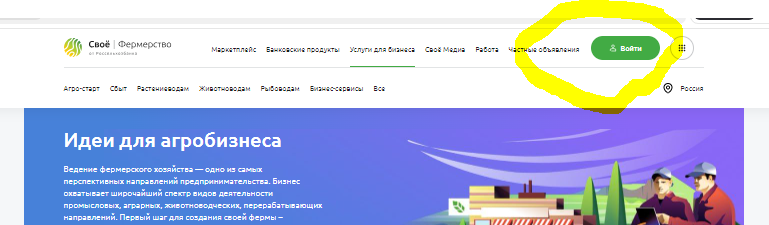 Своё | Фермерство
от Россельхозбанка
Маркетплейс Банковские продукты Услуги для бизнеса Своё Медиа Работа Частные объявления Войти
Агро-старт Сбыт Растениеводам Животноводам Рыбоводам Бизнес-сервисы Все Россия
Идеи для агробизнеса
Ведение фермерского хозяйства — одно из самых
перспективных направлений предпринимательства. Бизнес
охватывает широчайший спектр видов деятельности
промысловых, аграрных, животноводческих, перерабатывающих
направлений. Первый шаг для создания своей фермы –